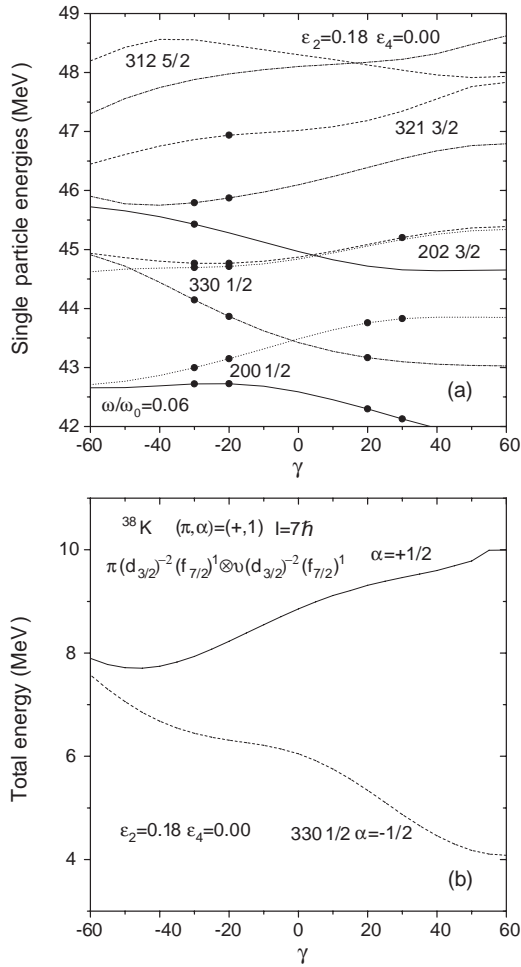 49
48
47
46
45
44
43
42
Single particle energies (MeV)
ε₂=0.18 ε₄=0.00
312 5/2
321 3/2
202 3/2
330 1/2
200 1/2
ω/ω₀=0.06
(a)
-60 -40 -20 0 20 40 60
γ
10
8
6
4
Total energy (MeV)
³⁸K (π,α)=(+,1) I=7ħ
π(d₃/₂)⁻²(f₇/₂)¹⊗υ(d₃/₂)⁻²(f₇/₂)¹
α=+1/2
ε₂=0.18 ε₄=0.00
330 1/2 α=-1/2
(b)
-60 -40 -20 0 20 40 60
γ